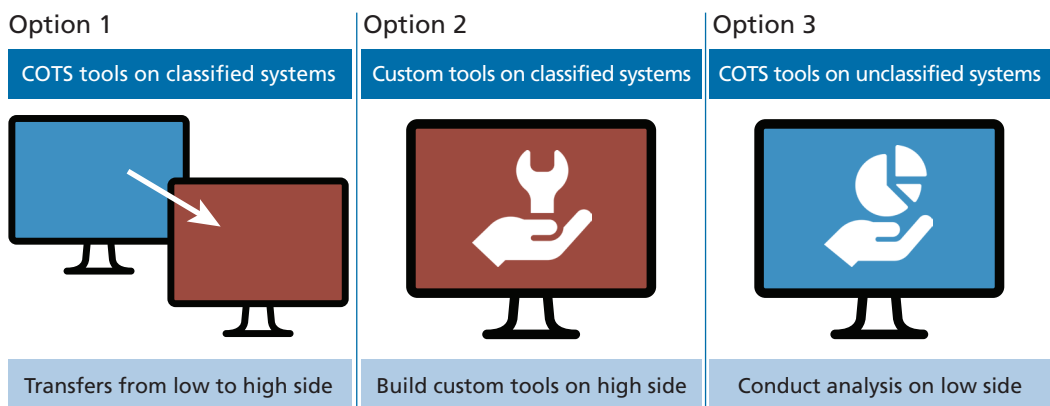 Option 1
COTS tools on classified systems
Transfers from low to high side
Option 2
Custom tools on classified systems
Build custom tools on high side
Option 3
COTS tools on unclassified systems
Conduct analysis on low side